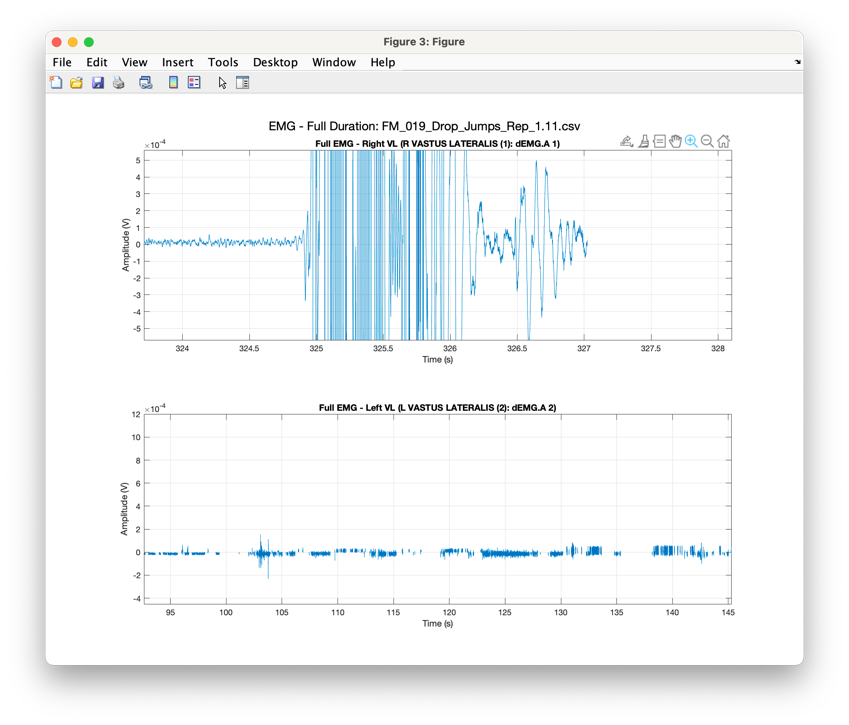 Figure 3: Figure
File Edit View Insert Tools Desktop Window Help
EMG - Full Duration: FM_019_Drop_Jumps_Rep_1.11.csv
Full EMG - Right VL (R VASTUS LATERALIS (1): dEMG.A 1)
×10⁻⁴
5
4
3
2
1
0
-1
-2
-3
-4
-5
Amplitude (V)
324 324.5 325 325.5 326 326.5 327 327.5 328
Time (s)
Full EMG - Left VL (L VASTUS LATERALIS (2): dEMG.A 2)
×10⁻⁴
12
10
8
6
4
2
0
-2
-4
Amplitude (V)
95 100 105 110 115 120 125 130 135 140 145
Time (s)